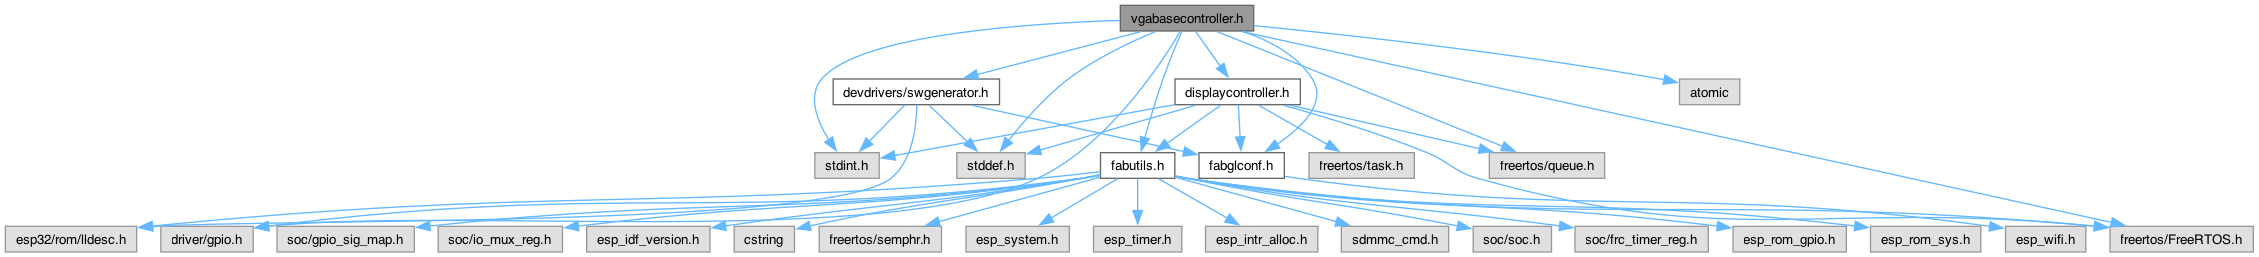 vgabasecontroller.h
devdrivers/swgenerator.h
displaycontroller.h
atomic
stdint.h
stddef.h
fabutils.h
fabglconf.h
freertos/task.h
freertos/queue.h
esp32/rom/lldesc.h
driver/gpio.h
soc/gpio_sig_map.h
soc/io_mux_reg.h
esp_idf_version.h
cstring
freertos/semphr.h
esp_system.h
esp_timer.h
esp_intr_alloc.h
sdmmc_cmd.h
soc/soc.h
soc/frc_timer_reg.h
esp_rom_gpio.h
esp_rom_sys.h
esp_wifi.h
freertos/FreeRTOS.h